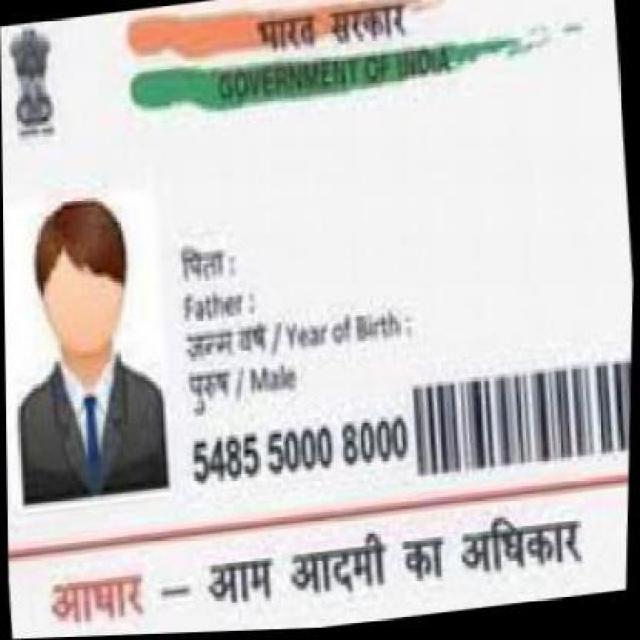 भारत सरकार
GOVERNMENT OF INDIA
पिता :
Father :
जन्म वर्ष / Year of Birth :
पुरुष / Male
5485 5000 8000
आधार – आम आदमी का अधिकार